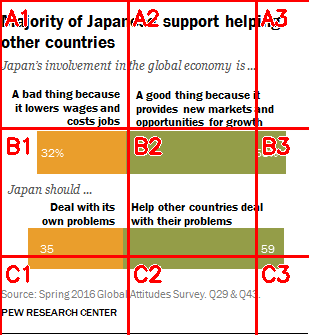 Majority of Japanese support helping
other countries
Japan's involvement in the global economy is ...
A bad thing because
it lowers wages and
costs jobs
A good thing because it
provides new markets and
opportunities for growth
32%
Japan should ...
Deal with its
own problems
Help other countries deal
with their problems
35
59
Source: Spring 2016 Global Attitudes Survey. Q29 & Q43.
PEW RESEARCH CENTER
A1
A2
A3
B1
B2
B3
C1
C2
C3